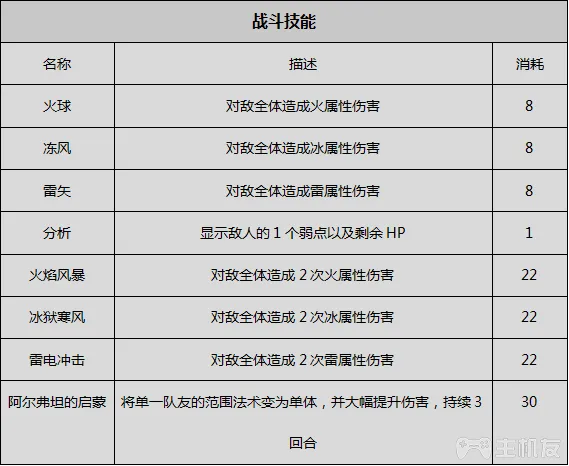 战斗技能
名称 描述 消耗
火球 对敌全体造成火属性伤害 8
冻风 对敌全体造成冰属性伤害 8
雷矢 对敌全体造成雷属性伤害 8
分析 显示敌人的1个弱点以及剩余HP 1
火焰风暴 对敌全体造成2次火属性伤害 22
冰狱寒风 对敌全体造成2次冰属性伤害 22
雷电冲击 对敌全体造成2次雷属性伤害 22
阿尔弗坦的启蒙 将单一队友的范围法术变为单体，并大幅提升伤害，持续3 30
回合
主机友